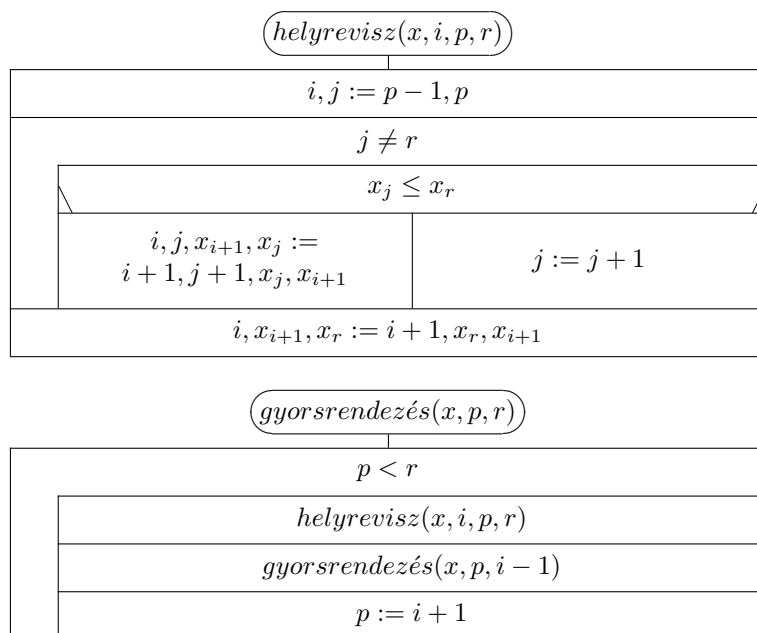 helyrevisz(x, i, p, r)
i, j := p − 1, p
j ≠ r
x_j ≤ x_r
i, j, x_{i+1}, x_j :=
i + 1, j + 1, x_j, x_{i+1}
j := j + 1
i, x_{i+1}, x_r := i + 1, x_r, x_{i+1}
gyorsrendezés(x, p, r)
p < r
helyrevisz(x, i, p, r)
gyorsrendezés(x, p, i − 1)
p := i + 1